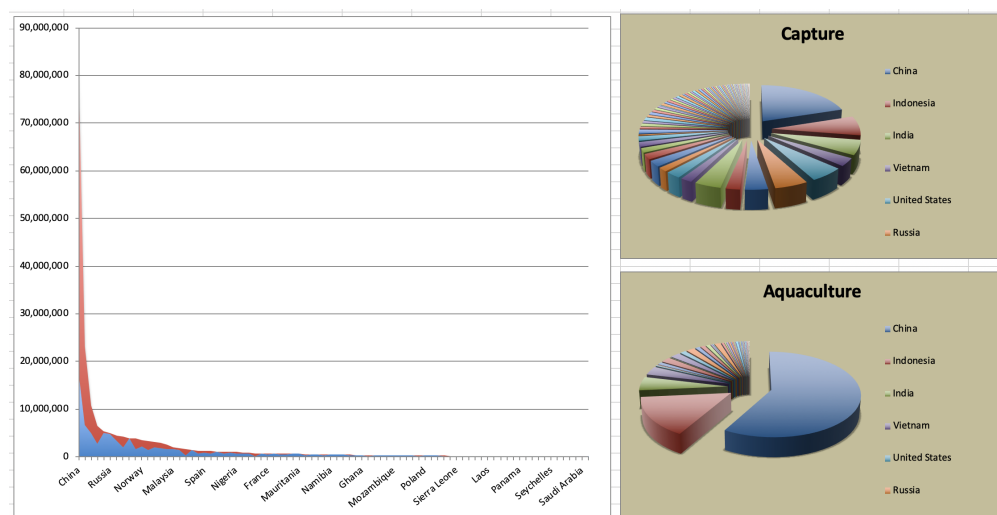 90,000,000
80,000,000
70,000,000
60,000,000
50,000,000
40,000,000
30,000,000
20,000,000
10,000,000
0
China
Russia
Norway
Malaysia
Spain
Nigeria
France
Mauritania
Namibia
Ghana
Mozambique
Poland
Sierra Leone
Laos
Panama
Seychelles
Saudi Arabia
Capture
China
Indonesia
India
Vietnam
United States
Russia
Aquaculture
China
Indonesia
India
Vietnam
United States
Russia